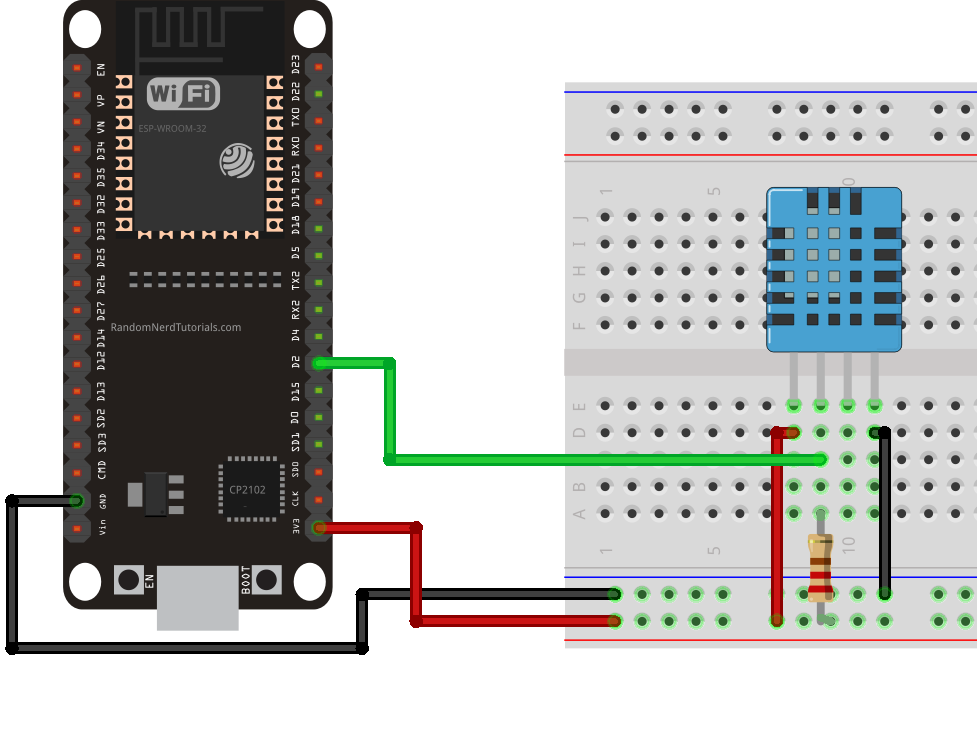 EN
VP
VN
D34
D35
D32
D33
D25
D26
D27
D14
D12
D13
SD2
SD3
CMD
GND
Vin
WiFi
ESP-WROOM-32
RandomNerdTutorials.com
CP2102
EN
BOOT
D23
D22
TX0
RX0
D21
D19
D18
D5
TX2
RX2
D4
D2
D15
D0
SD1
SD0
CLK
3V3
1
5
0
J
I
H
G
F
E
D
B
A
1
5
10